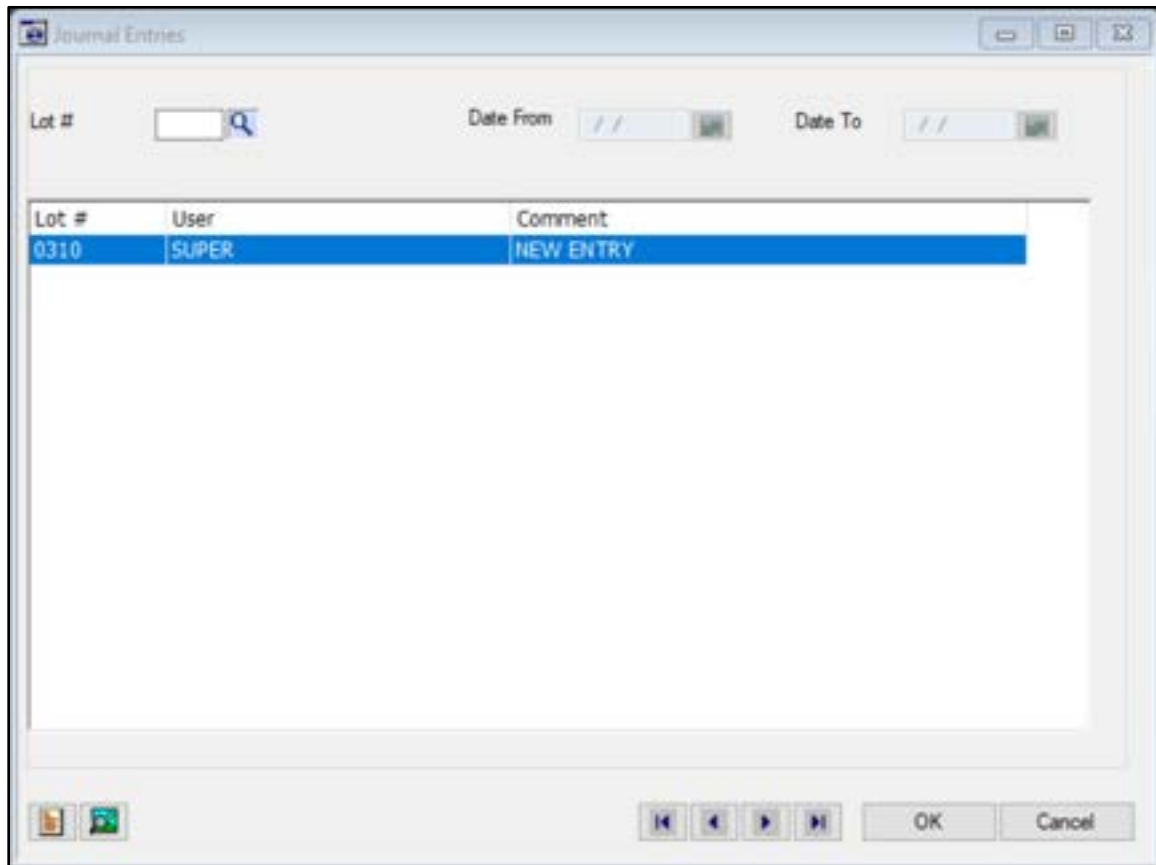 Journal Entries
Lot # Date From / / Date To / /
Lot # User Comment
0310 SUPER NEW ENTRY
OK Cancel